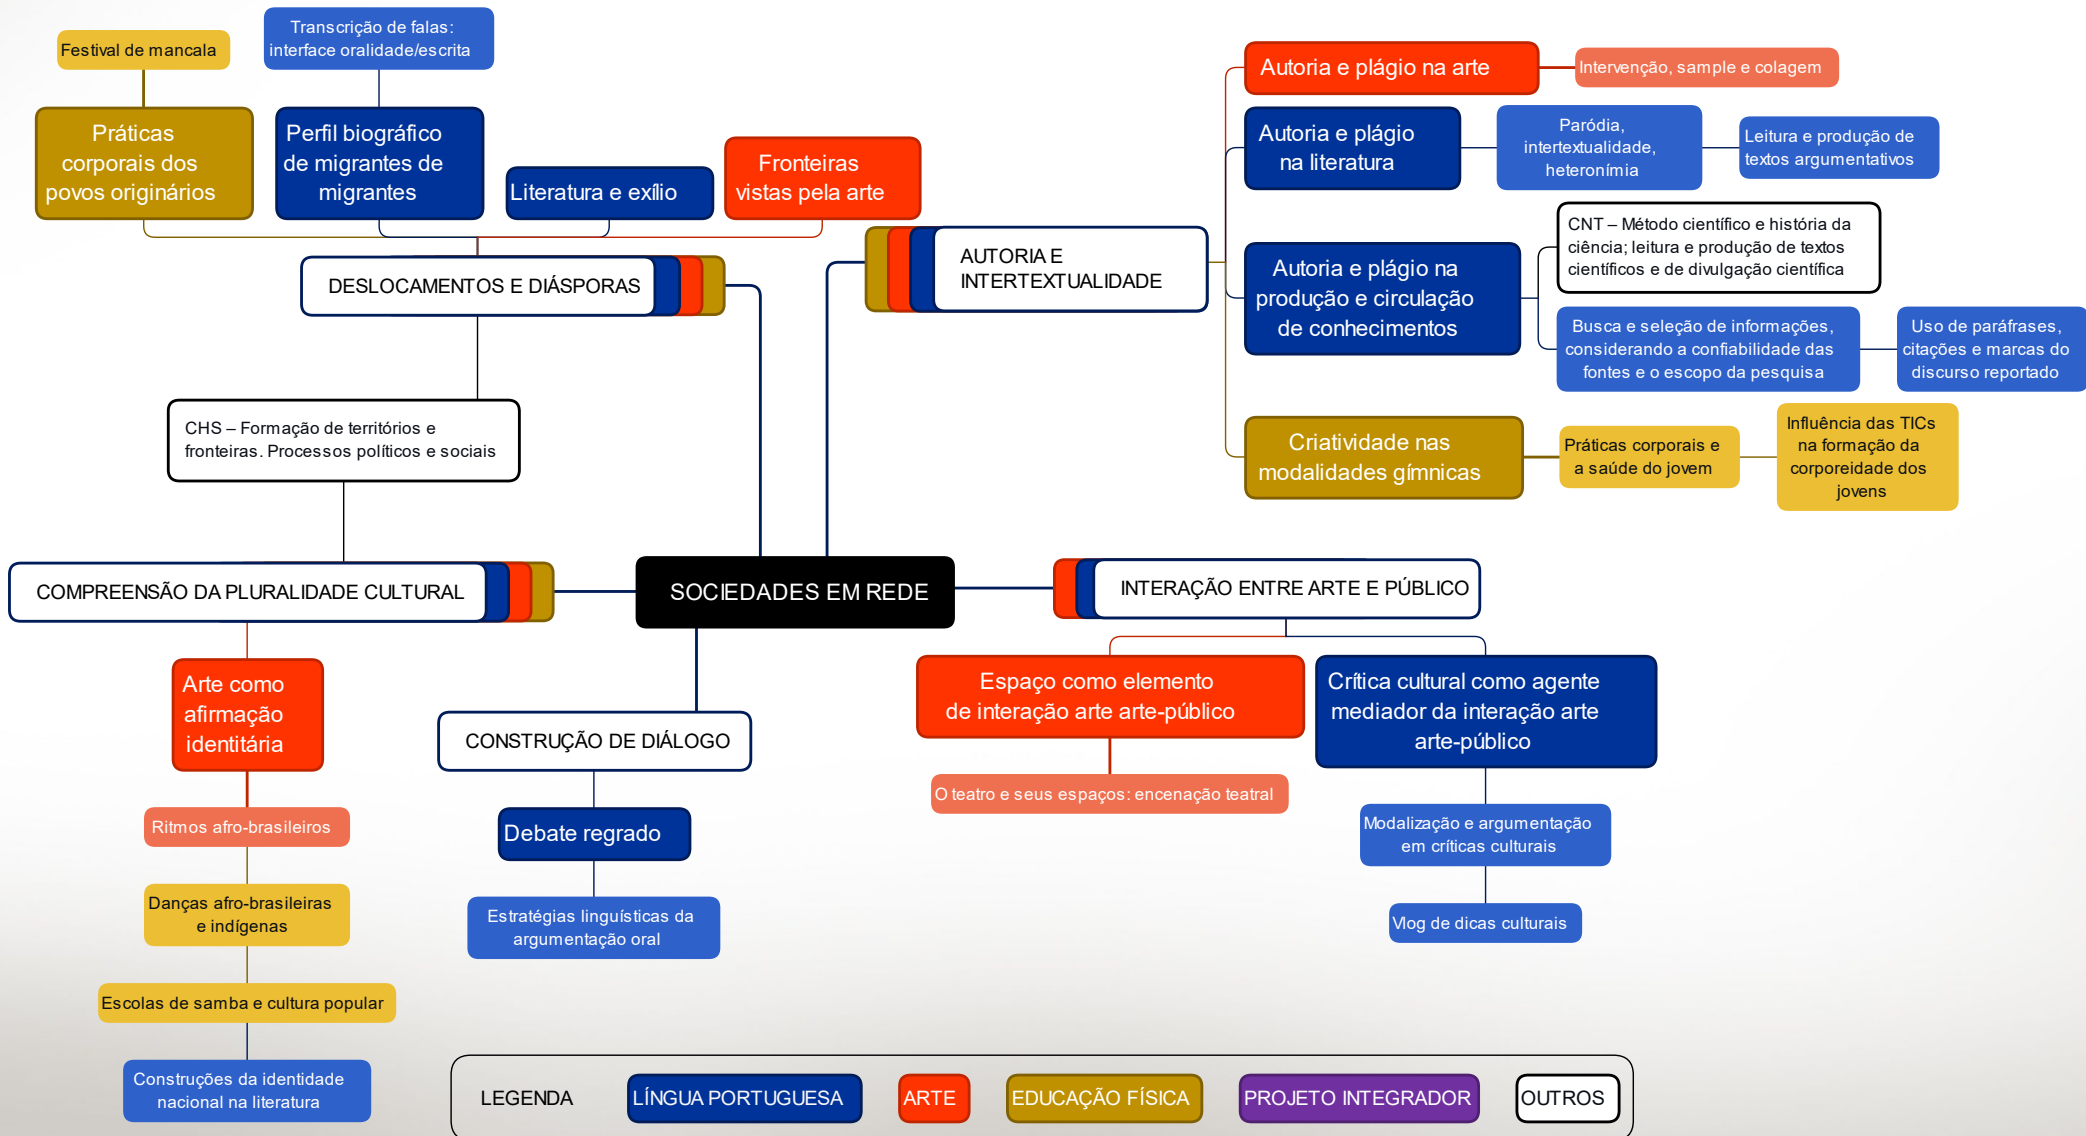 Festival de mancala
Transcrição de falas:
interface oralidade/escrita
Práticas
corporais dos
povos originários
Perfil biográfico
de migrantes de
migrantes
Literatura e exílio
Fronteiras
vistas pela arte
DESLOCAMENTOS E DIÁSPORAS
CHS – Formação de territórios e
fronteiras. Processos políticos e sociais
AUTORIA E
INTERTEXTUALIDADE
Autoria e plágio na arte
Intervenção, sample e colagem
Autoria e plágio
na literatura
Paródia,
intertextualidade,
heteronímia
Leitura e produção de
textos argumentativos
Autoria e plágio na
produção e circulação
de conhecimentos
CNT – Método científico e história da
ciência; leitura e produção de textos
científicos e de divulgação científica
Busca e seleção de informações,
considerando a confiabilidade das
fontes e o escopo da pesquisa
Uso de paráfrases,
citações e marcas do
discurso reportado
Criatividade nas
modalidades gímnicas
Práticas corporais e
a saúde do jovem
Influência das TICs
na formação da
corporeidade dos
jovens
COMPREENSÃO DA PLURALIDADE CULTURAL
SOCIEDADES EM REDE
INTERAÇÃO ENTRE ARTE E PÚBLICO
Arte como
afirmação
identitária
Ritmos afro-brasileiros
Danças afro-brasileiras
e indígenas
Escolas de samba e cultura popular
Construções da identidade
nacional na literatura
CONSTRUÇÃO DE DIÁLOGO
Debate regrado
Estratégias linguísticas da
argumentação oral
Espaço como elemento
de interação arte arte-público
O teatro e seus espaços: encenação teatral
Crítica cultural como agente
mediador da interação arte
arte-público
Modalização e argumentação
em críticas culturais
Vlog de dicas culturais
LEGENDA
LÍNGUA PORTUGUESA
ARTE
EDUCAÇÃO FÍSICA
PROJETO INTEGRADOR
OUTROS